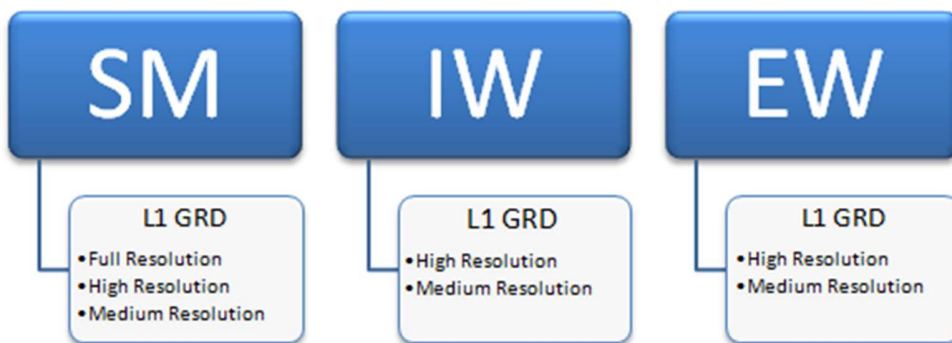 SM
IW
EW
L1 GRD
•Full Resolution
•High Resolution
•Medium Resolution
L1 GRD
•High Resolution
•Medium Resolution
L1 GRD
•High Resolution
•Medium Resolution